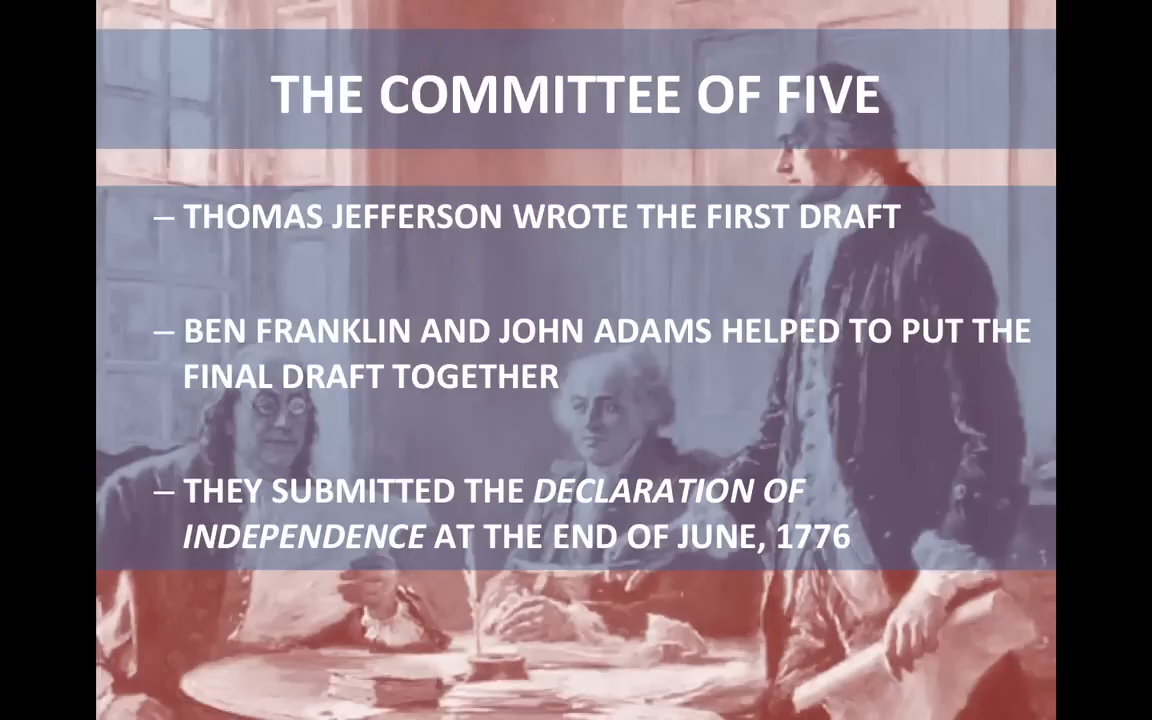 THE COMMITTEE OF FIVE
– THOMAS JEFFERSON WROTE THE FIRST DRAFT
– BEN FRANKLIN AND JOHN ADAMS HELPED TO PUT THE
FINAL DRAFT TOGETHER
– THEY SUBMITTED THE DECLARATION OF
INDEPENDENCE AT THE END OF JUNE, 1776